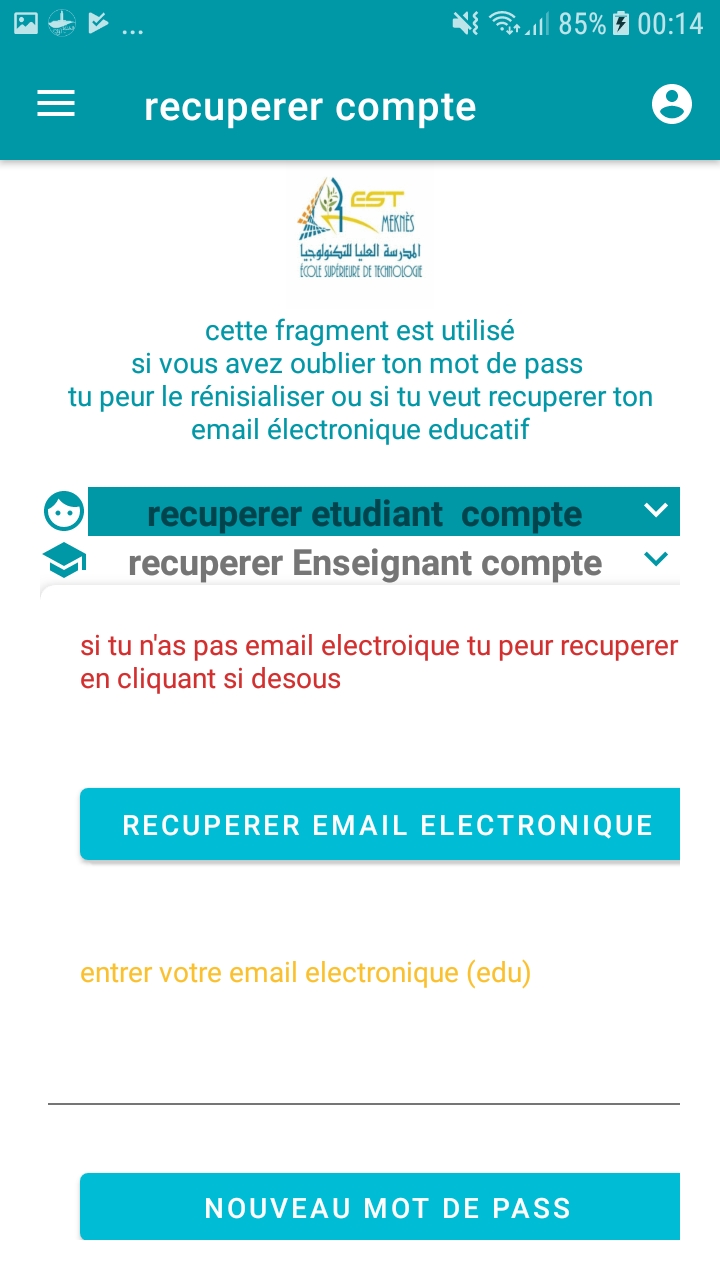 ... 85% 00:14
recuperer compte
EST
MEKNÈS
المدرسة العليا للتكنولوجيا
ÉCOLE SUPÉRIEURE DE TECHNOLOGIE
cette fragment est utilisé
si vous avez oublier ton mot de pass
tu peur le rénisialiser ou si tu veut recuperer ton
email électronique educatif
recuperer etudiant compte
recuperer Enseignant compte
si tu n'as pas email electroique tu peur recuperer
en cliquant si desous
RECUPERER EMAIL ELECTRONIQUE
entrer votre email electronique (edu)
NOUVEAU MOT DE PASS